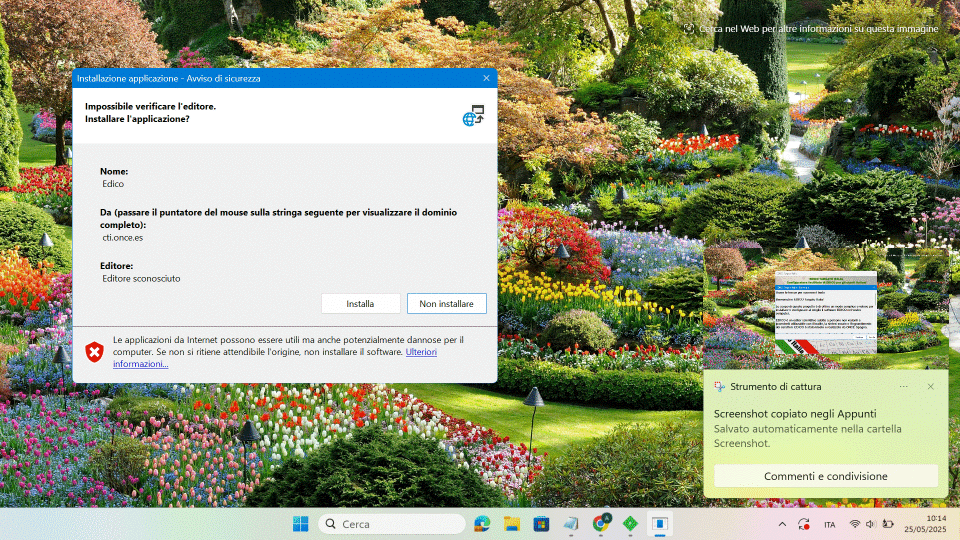 Cerca nel Web per altre informazioni su questa immagine
Installazione applicazione - Avviso di sicurezza
Impossibile verificare l'editore.
Installare l'applicazione?
Nome:
Edico
Da (passare il puntatore del mouse sulla stringa seguente per visualizzare il dominio
completo):
cti.once.es
Editore:
Editore sconosciuto
Installa
Non installare
Le applicazioni da Internet possono essere utili ma anche potenzialmente dannose per il
computer. Se non si ritiene attendibile l'origine, non installare il software. Ulteriori
informazioni...
Strumento di cattura
Screenshot copiato negli Appunti
Salvato automaticamente nella cartella
Screenshot.
Commenti e condivisione
Cerca
ITA
10:14
25/05/2025